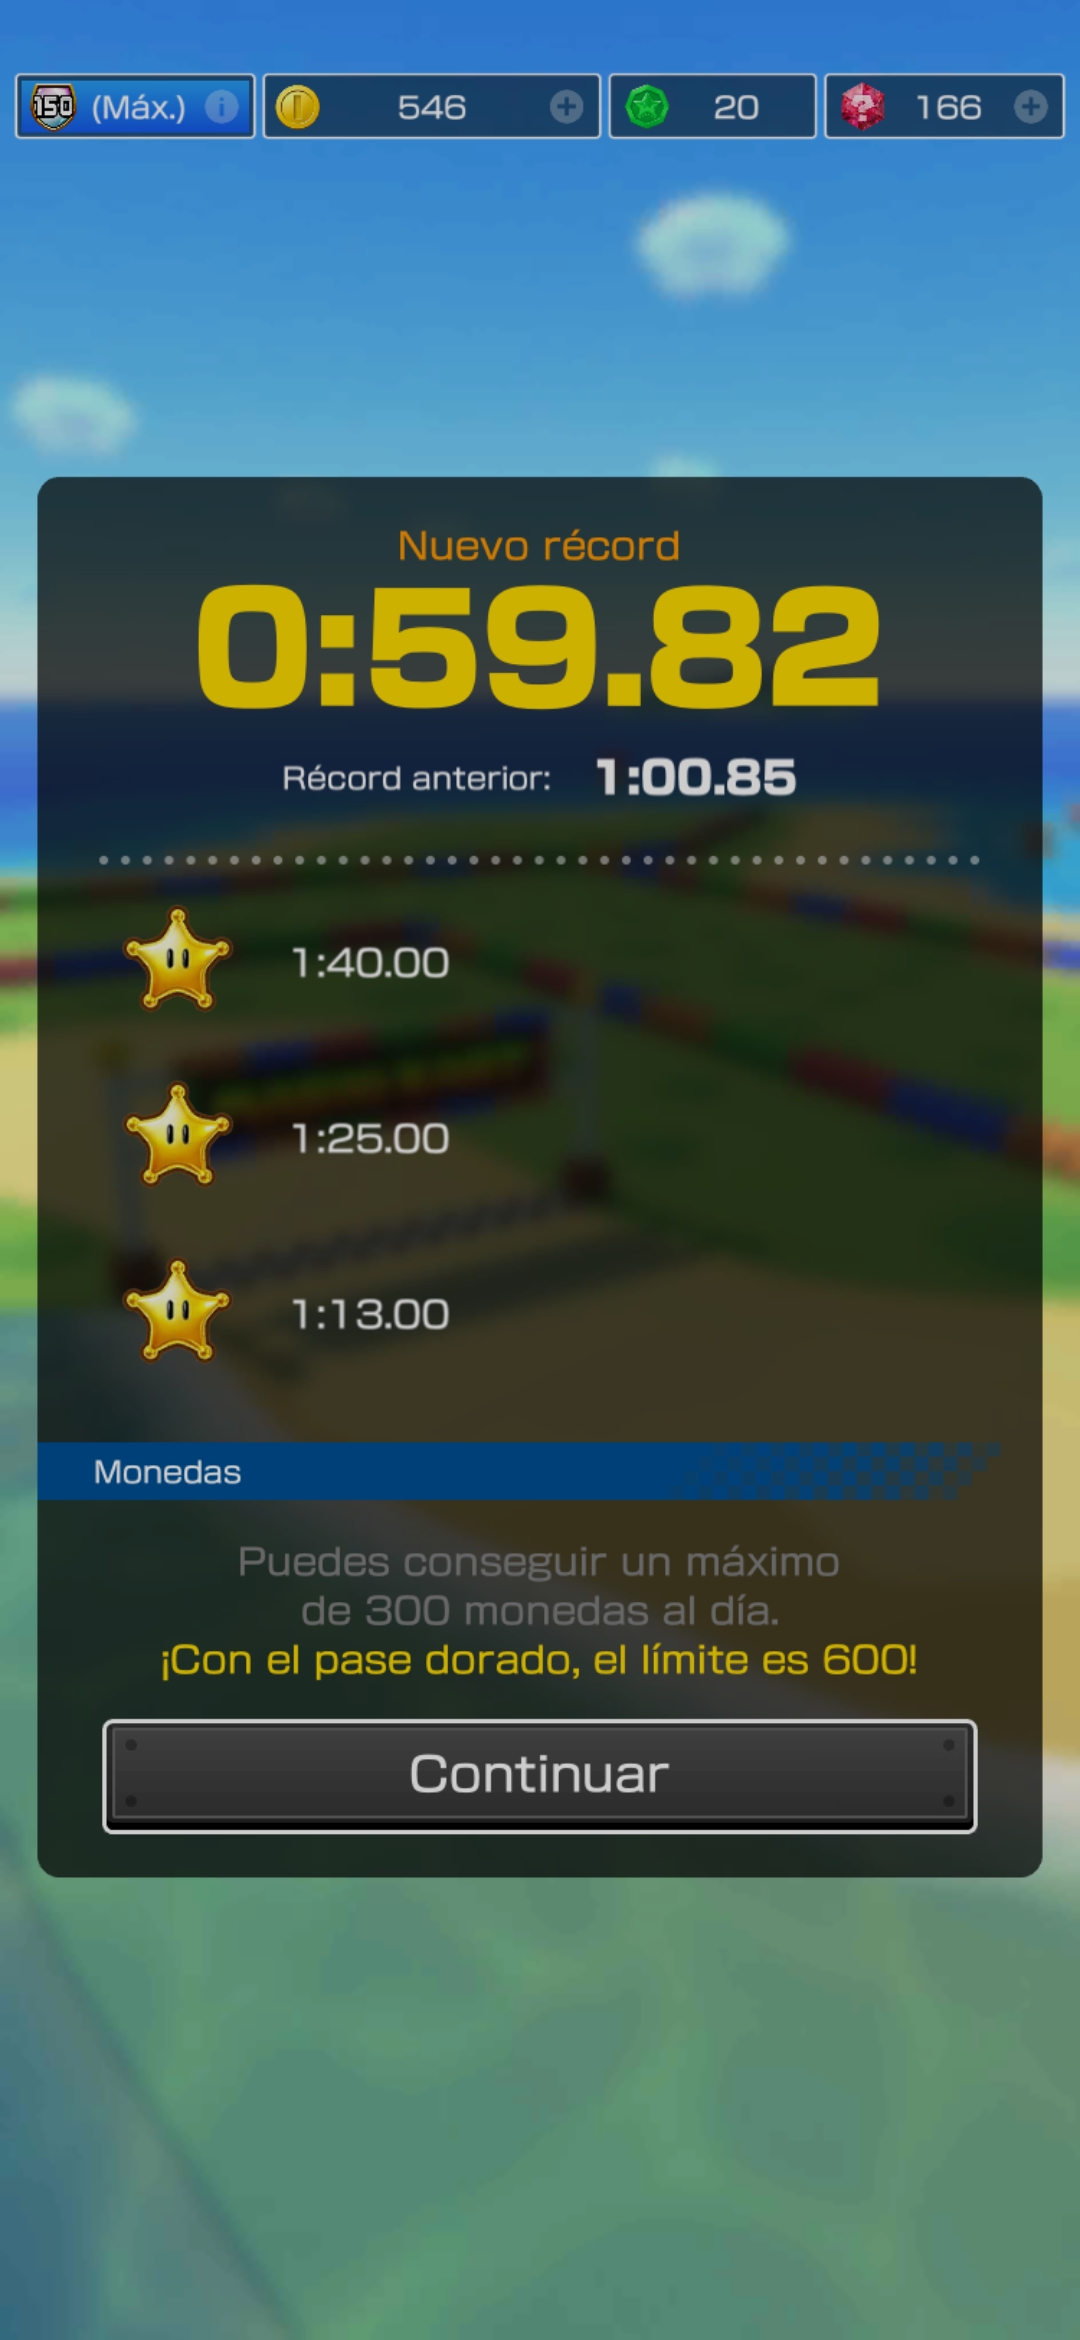 150 (Máx.) i 546 + 20 ? 166 +
Nuevo récord
0:59.82
Récord anterior: 1:00.85
1:40.00
1:25.00
1:13.00
Monedas
Puedes conseguir un máximo
de 300 monedas al día.
¡Con el pase dorado, el límite es 600!
Continuar